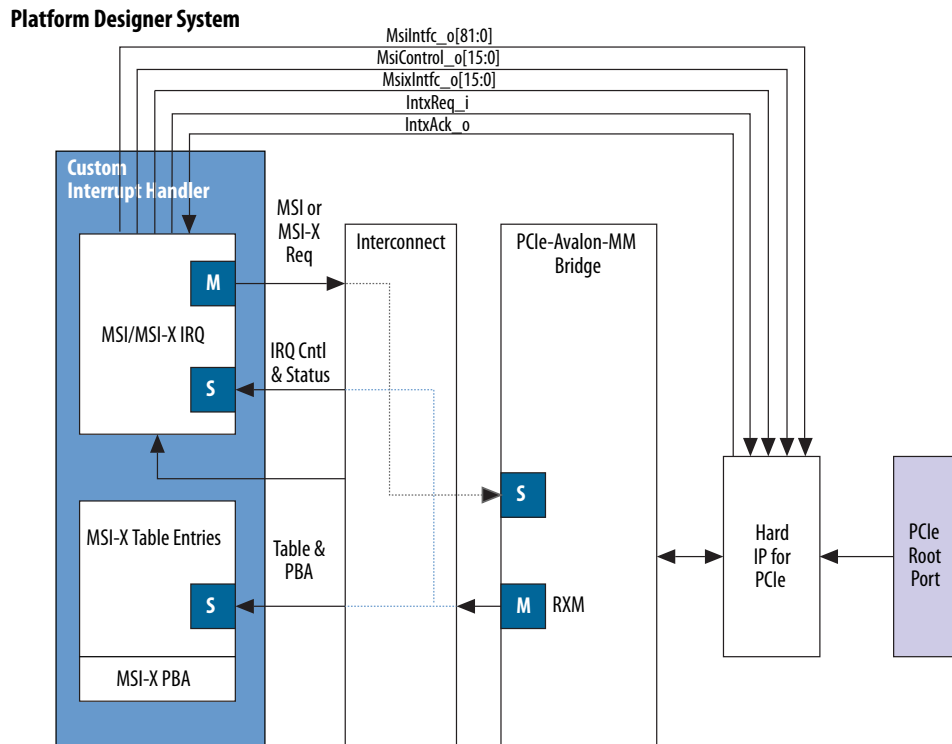 Platform Designer System
MsiIntfc_o[81:0]
MsiControl_o[15:0]
MsixIntfc_o[15:0]
IntxReq_i
IntxAck_o
Custom
Interrupt Handler
MSI or
MSI-X
Req
Interconnect
PCIe-Avalon-MM
Bridge
M
MSI/MSI-X IRQ
IRQ Cntl
& Status
S
S
MSI-X Table Entries
Table &
PBA
Hard
IP for
PCIe
PCIe
Root
Port
S
M
RXM
MSI-X PBA